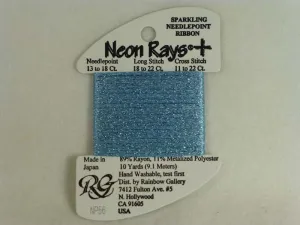 SPARKLING
NEEDLEPOINT
RIBBON
Neon Rays®+
Needlepoint Long Stitch Cross Stitch
13 to 18 Ct. 18 to 22 Ct. 11 to 22 Ct.
Made in
Japan
RG
89% Rayon, 11% Metalized Polyester
10 Yards (9.1 Meters)
Hand Washable, test first
Dist. by Rainbow Gallery
7412 Fulton Ave. #5
N. Hollywood
CA 91605
USA